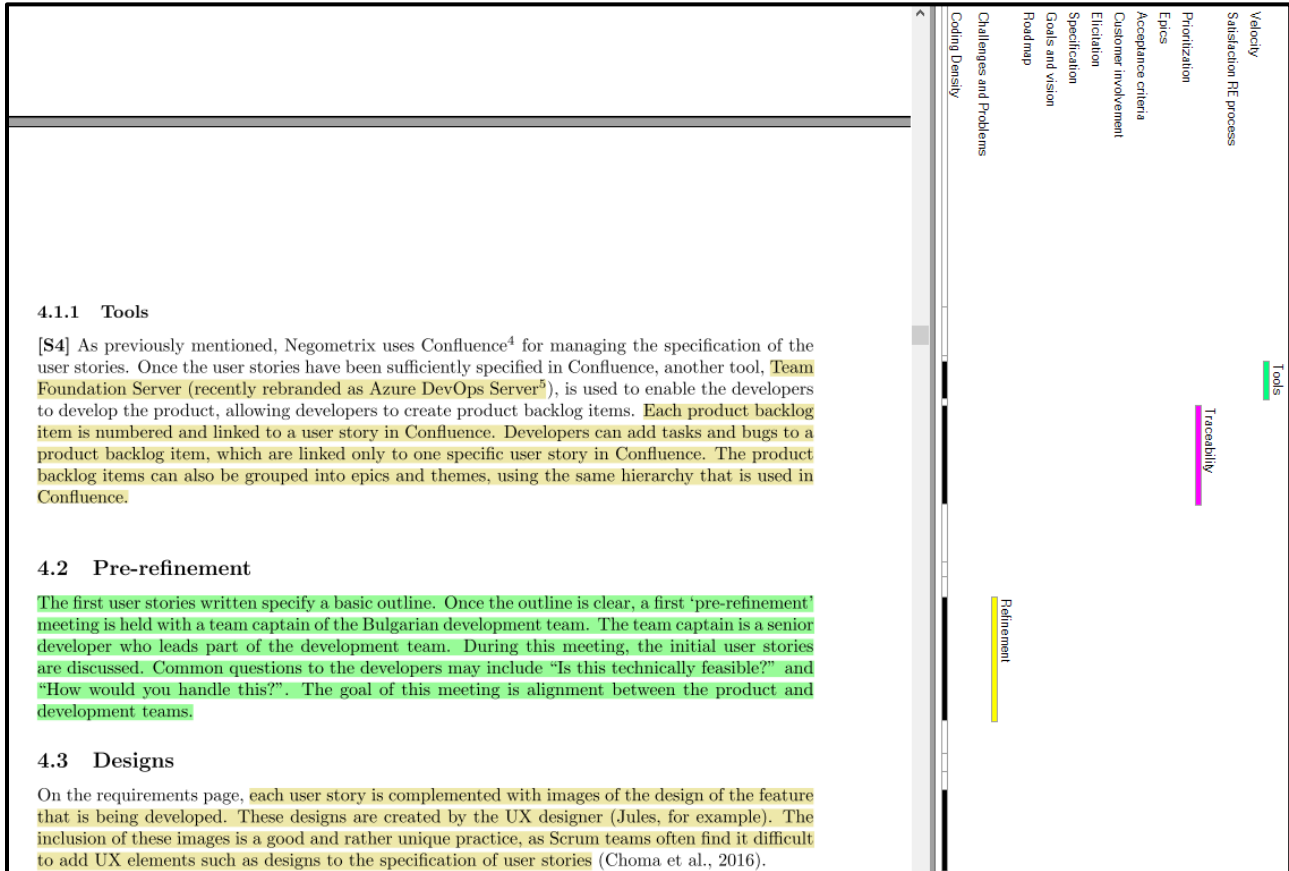 4.1.1 Tools
[S4] As previously mentioned, Negometrix uses Confluence⁴ for managing the specification of the
user stories. Once the user stories have been sufficiently specified in Confluence, another tool, Team
Foundation Server (recently rebranded as Azure DevOps Server⁵), is used to enable the developers
to develop the product, allowing developers to create product backlog items. Each product backlog
item is numbered and linked to a user story in Confluence. Developers can add tasks and bugs to a
product backlog item, which are linked only to one specific user story in Confluence. The product
backlog items can also be grouped into epics and themes, using the same hierarchy that is used in
Confluence.
4.2 Pre-refinement
The first user stories written specify a basic outline. Once the outline is clear, a first ‘pre-refinement’
meeting is held with a team captain of the Bulgarian development team. The team captain is a senior
developer who leads part of the development team. During this meeting, the initial user stories
are discussed. Common questions to the developers may include “Is this technically feasible?” and
“How would you handle this?”. The goal of this meeting is alignment between the product and
development teams.
4.3 Designs
On the requirements page, each user story is complemented with images of the design of the feature
that is being developed. These designs are created by the UX designer (Jules, for example). The
inclusion of these images is a good and rather unique practice, as Scrum teams often find it difficult
to add UX elements such as designs to the specification of user stories (Choma et al., 2016).
Coding Density
Challenges and Problems
Refinement
Roadmap
Goals and vision
Specification
Elicitation
Customer involvement
Acceptance criteria
Epics
Prioritization
Traceability
Satisfaction RE process
Velocity
Tools